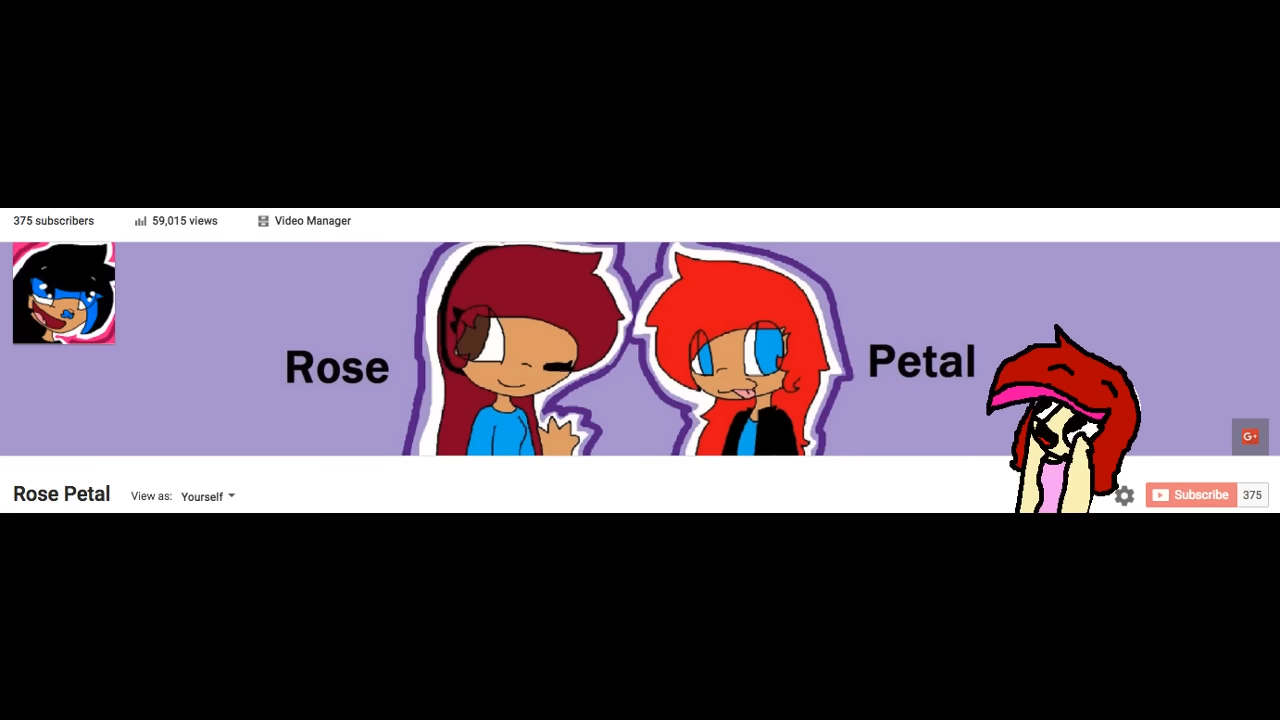 375 subscribers 59,015 views Video Manager
Rose Petal
G+
Rose Petal View as: Yourself Subscribe 375